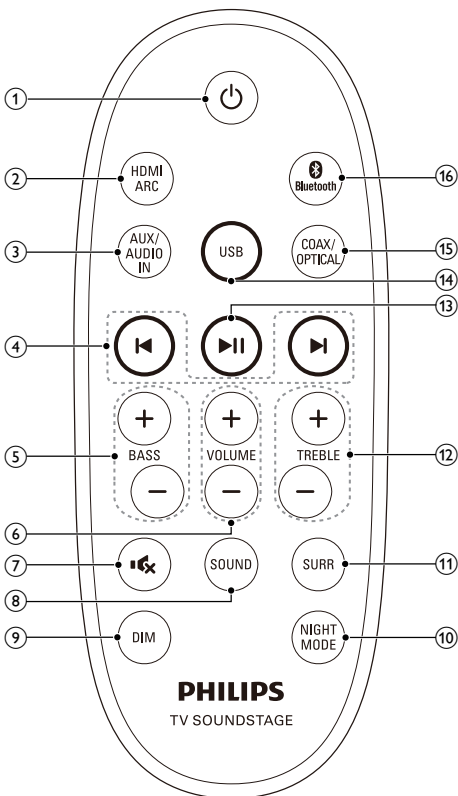 1
2
HDMI
ARC
Bluetooth
16
3
AUX/
AUDIO
IN
USB
COAX/
OPTICAL
15
14
13
4
5
BASS
VOLUME
TREBLE
12
6
7
SOUND
SURR
11
8
9
DIM
NIGHT
MODE
10
PHILIPS
TV SOUNDSTAGE